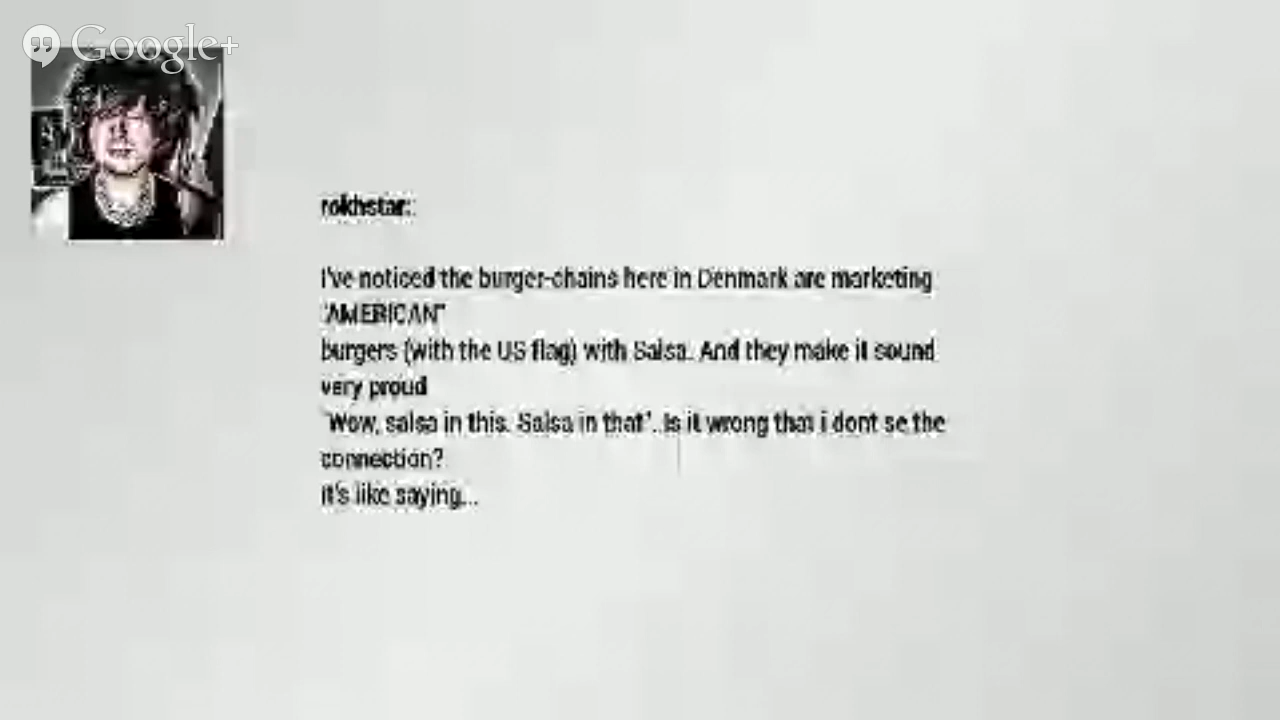 Google+
rokhstar:
I've noticed the burger-chains here in Denmark are marketing
"AMERICAN"
burgers (with the US flag) with Salsa. And they make it sound
very proud
"Wow, salsa in this. Salsa in that". Is it wrong that i dont se the
connection?
it's like saying...